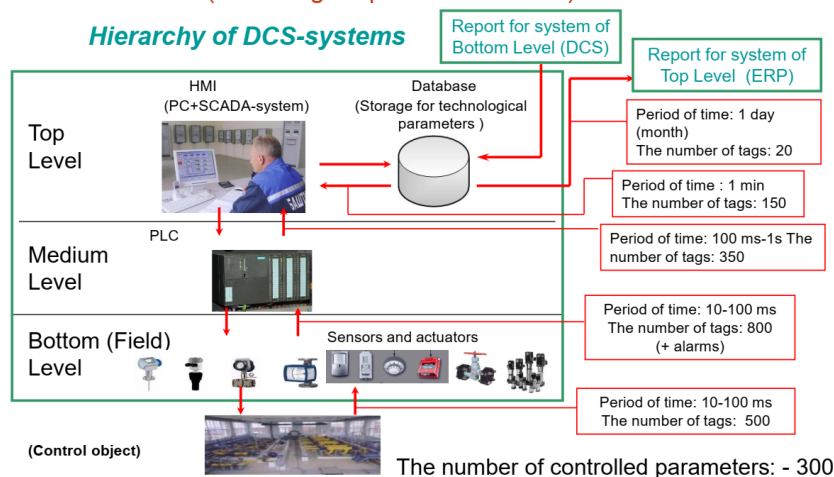 Hierarchy of DCS-systems
Report for system of
Bottom Level (DCS)
Report for system of
Top Level (ERP)
HMI
(PC+SCADA-system)
Database
(Storage for technological
parameters )
Top
Level
Period of time: 1 day
(month)
The number of tags: 20
Period of time : 1 min
The number of tags: 150
PLC
Medium
Level
Period of time: 100 ms-1s The
number of tags: 350
Bottom (Field)
Level
Sensors and actuators
Period of time: 10-100 ms
The number of tags: 800
(+ alarms)
Period of time: 10-100 ms
The number of tags: 500
(Control object)
The number of controlled parameters: - 300